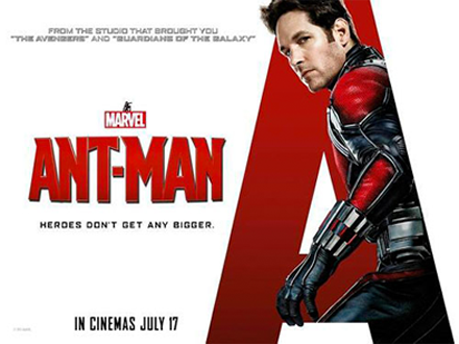 FROM THE STUDIO THAT BROUGHT YOU
"THE AVENGERS" AND "GUARDIANS OF THE GALAXY"
MARVEL
ANT-MAN
HEROES DON'T GET ANY BIGGER.
IN CINEMAS JULY 17